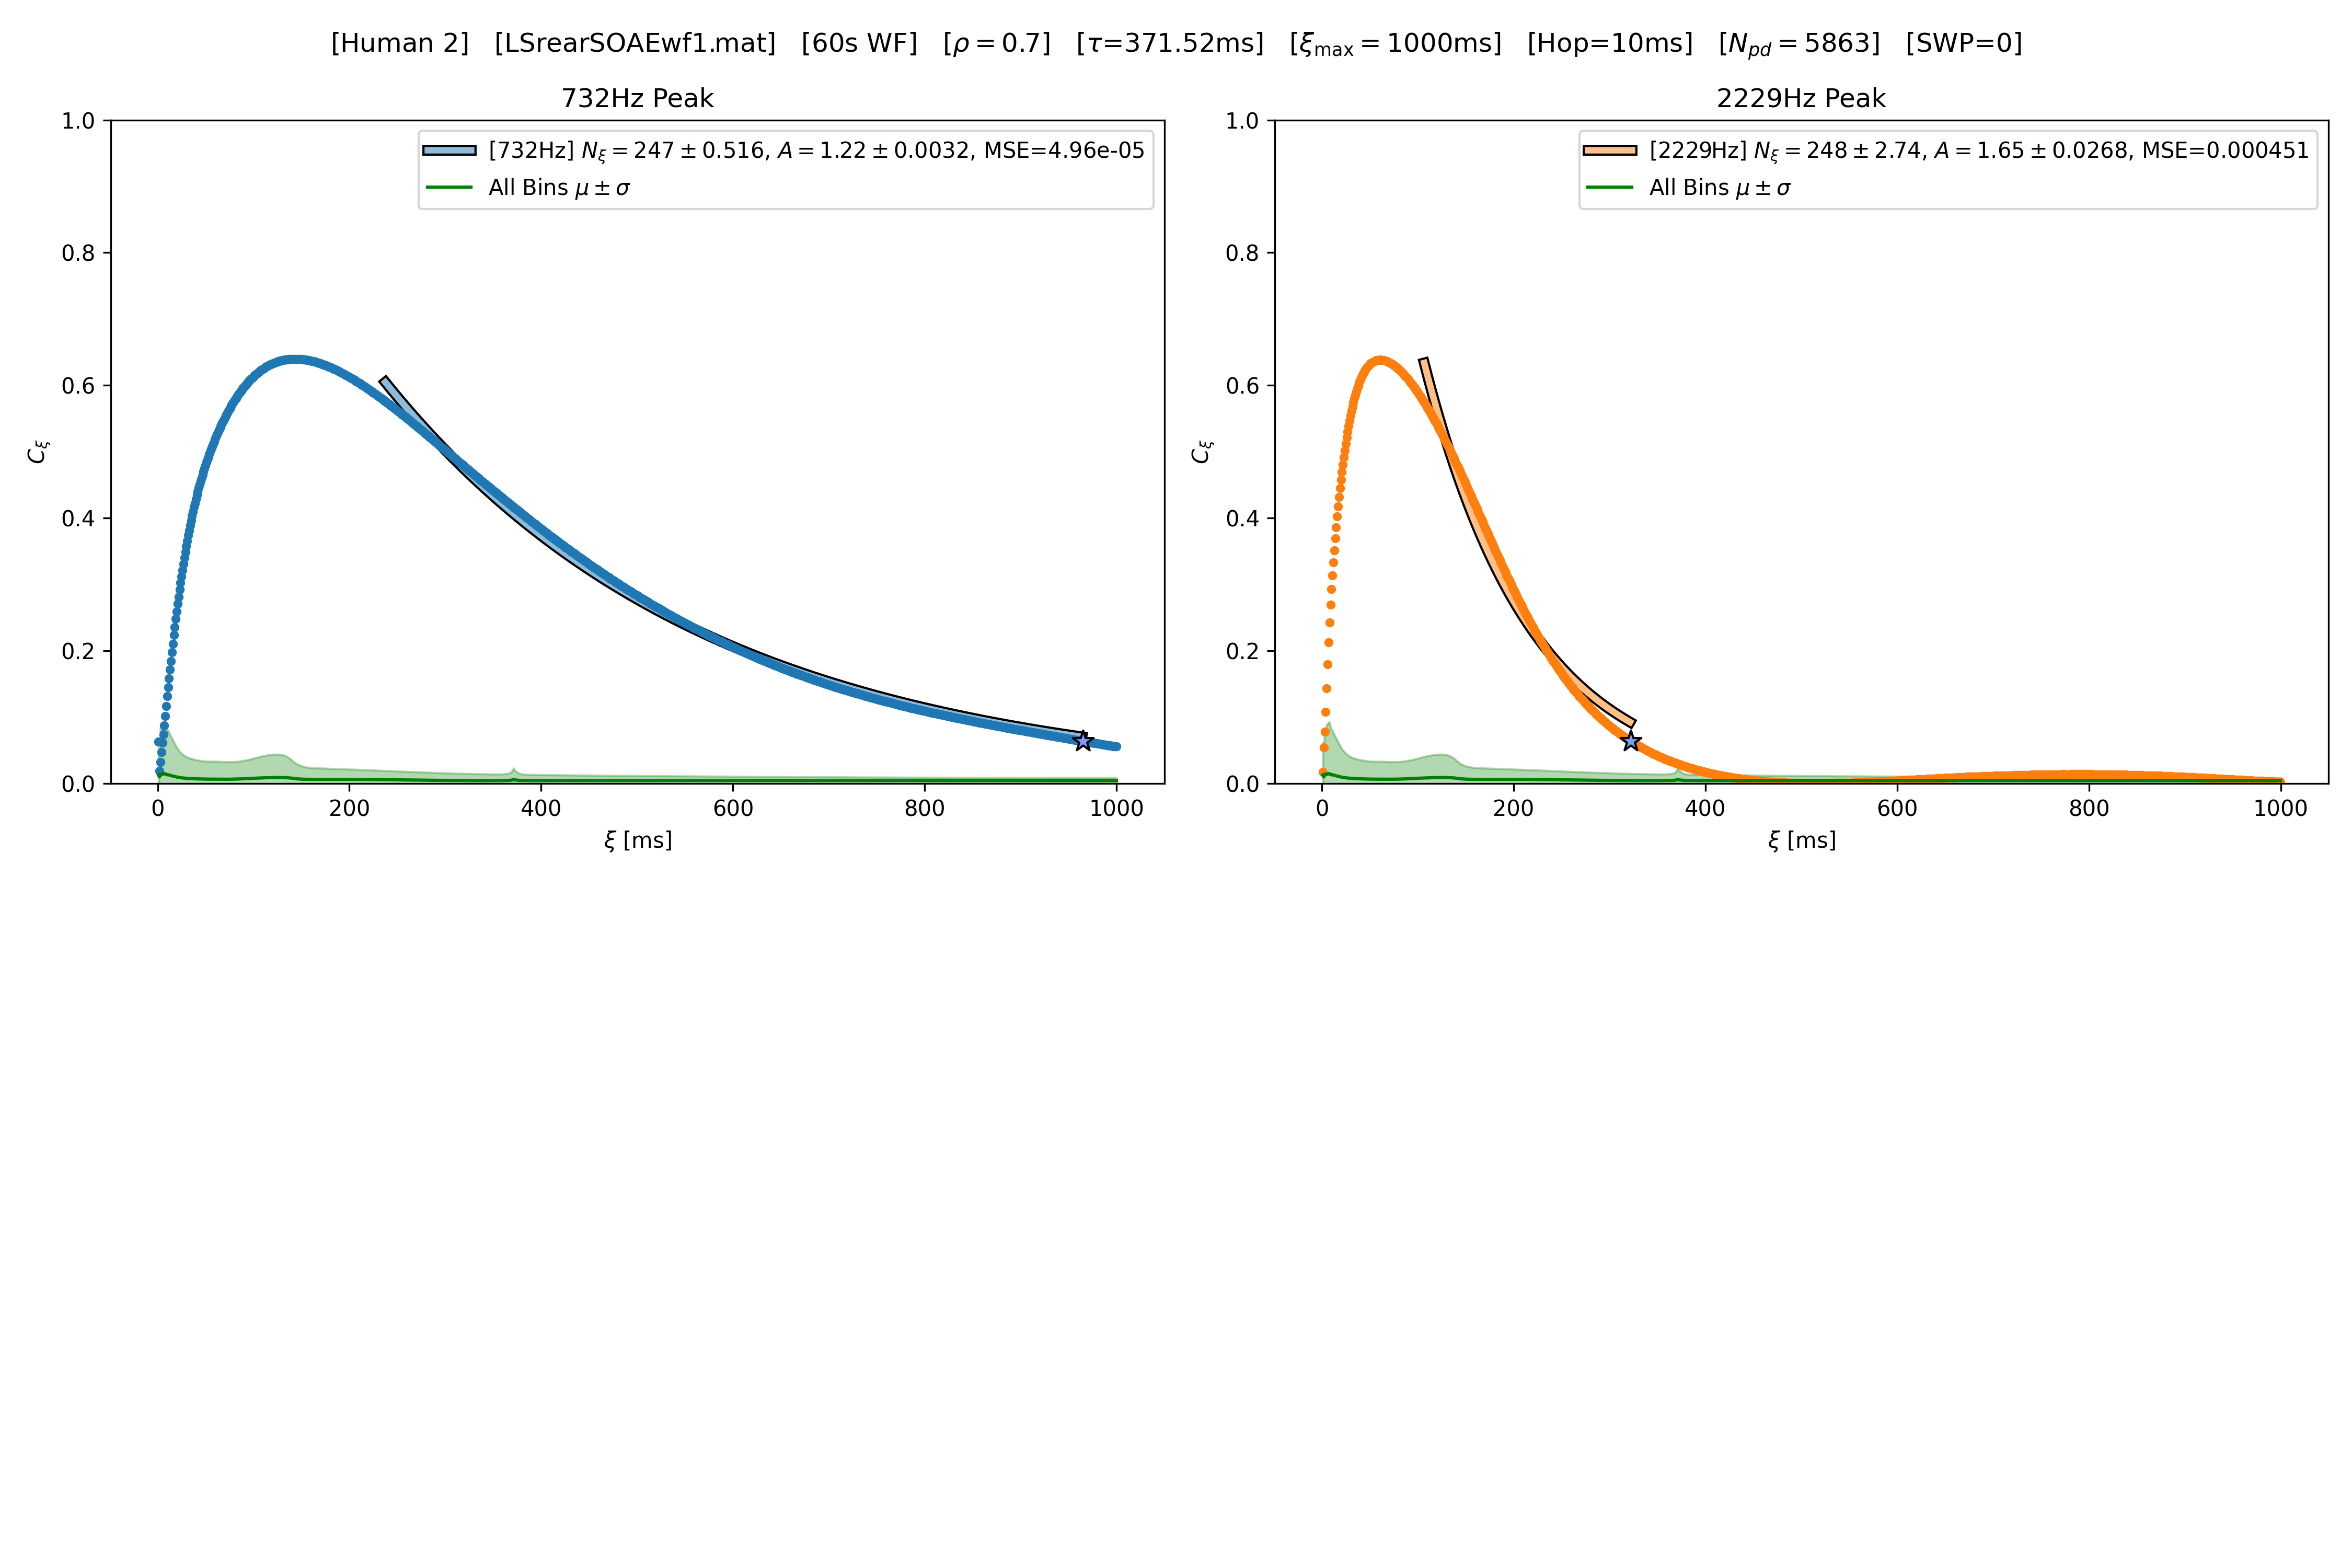 [Human 2] [LSrearSOAEwf1.mat] [60s WF] [ρ = 0.7] [τ=371.52ms] [ξmax = 1000ms] [Hop=10ms] [Npd = 5863] [SWP=0]
732Hz Peak
[732Hz] Nξ = 247 ± 0.516, A = 1.22 ± 0.0032, MSE=4.96e-05
All Bins μ ± σ
1.0
0.8
0.6
0.4
0.2
0.0
Cξ
0 200 400 600 800 1000
ξ [ms]
2229Hz Peak
[2229Hz] Nξ = 248 ± 2.74, A = 1.65 ± 0.0268, MSE=0.000451
All Bins μ ± σ
1.0
0.8
0.6
0.4
0.2
0.0
Cξ
0 200 400 600 800 1000
ξ [ms]